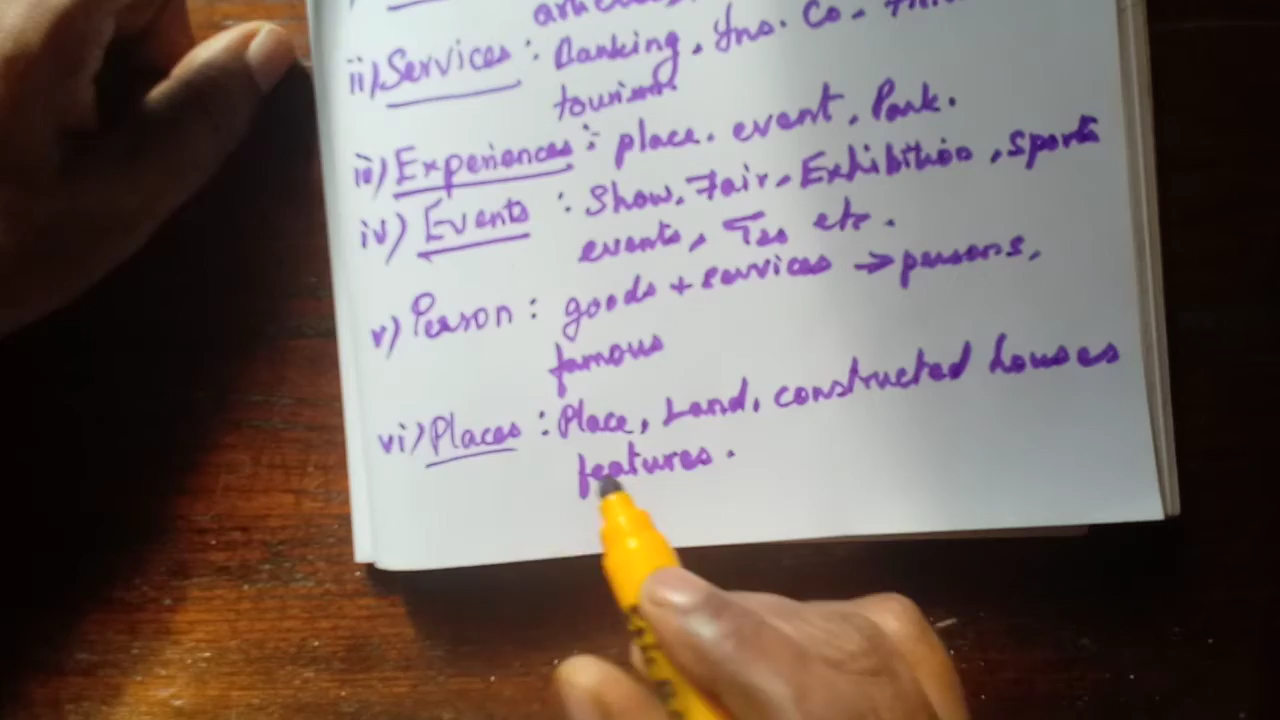 ii) Services : Banking, Ins. Co.
tourism
iii) Experiences : place. event, Park.
iv) Events : Show, Fair, Exhibition, sports
events, etc.
v) Person : goods + services → persons,
famous
vi) Places : Place, Land, constructed houses
features.